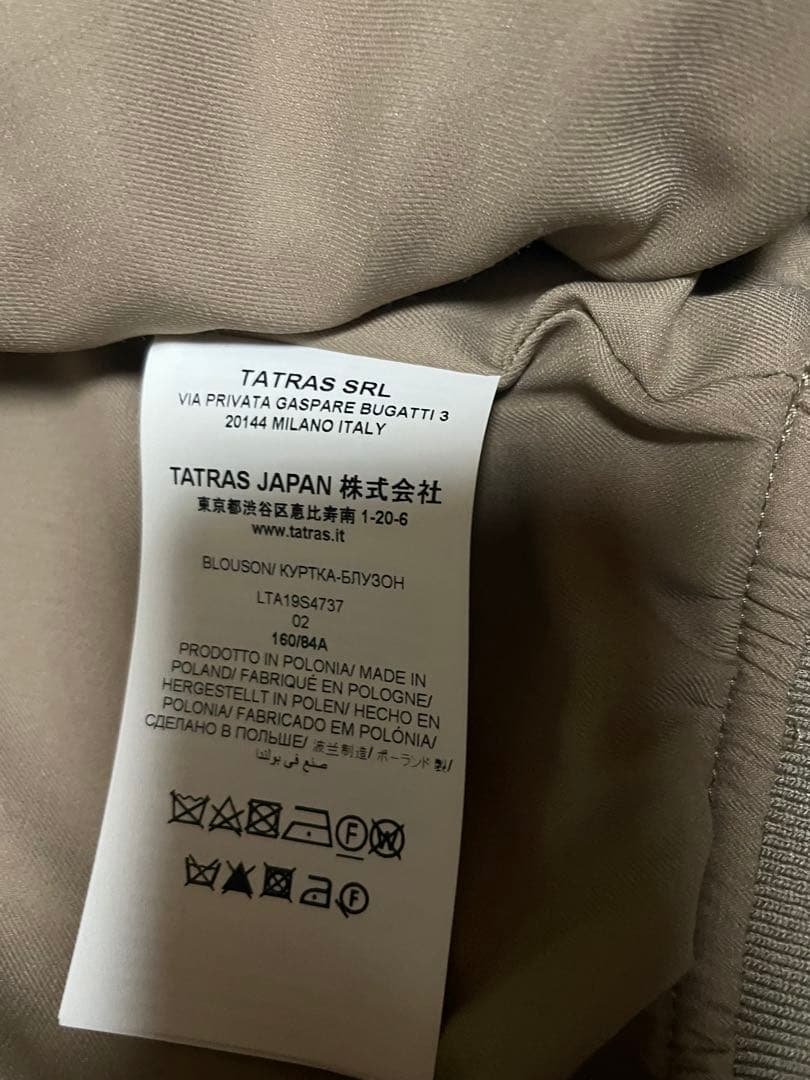 TATRAS SRL
VIA PRIVATA GASPARE BUGATTI 3
20144 MILANO ITALY
TATRAS JAPAN 株式会社
東京都渋谷区恵比寿南 1-20-6
www.tatras.it
BLOUSON/ КУРТКА-БЛУЗОН
LTA19S4737
02
160/84A
PRODOTTO IN POLONIA/ MADE IN
POLAND/ FABRIQUÉ EN POLOGNE/
HERGESTELLT IN POLEN/ HECHO EN
POLONIA/ FABRICADO EM POLÓNIA/
СДЕЛАНО В ПОЛЬШЕ/ 波兰制造/ ポーランド 製/
صنع في بولندا
F W
F